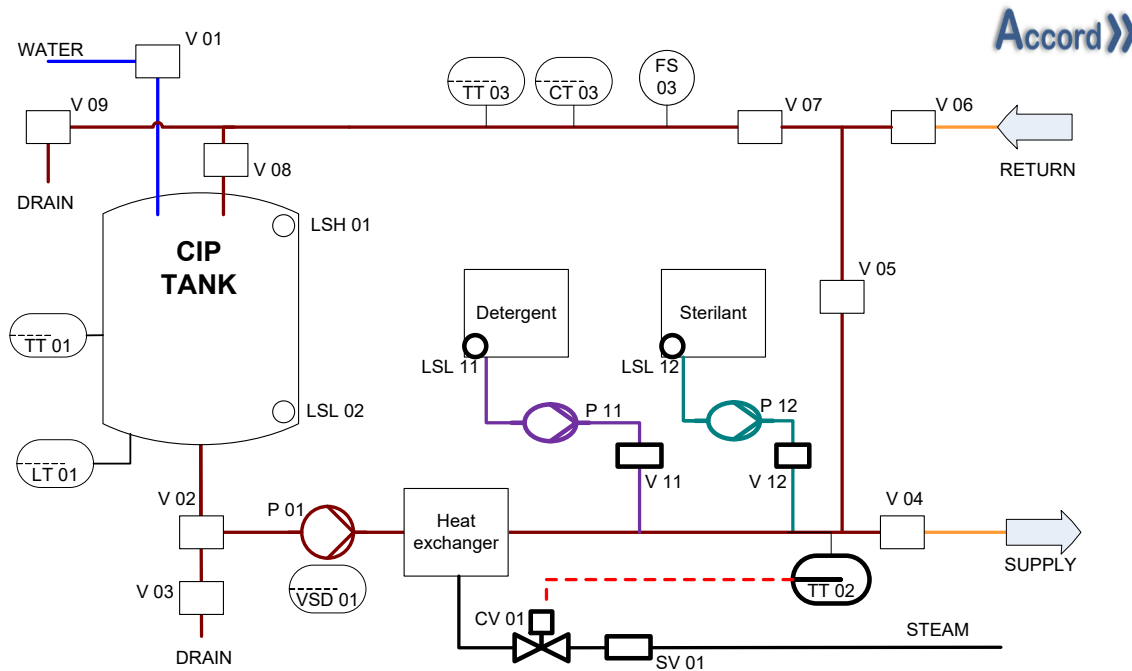 Accord
V 01
WATER
V 09
TT 03
CT 03
FS
03
V 07
V 06
RETURN
V 08
DRAIN
LSH 01
CIP
TANK
V 05
Detergent
Sterilant
TT 01
LSL 11
LSL 12
LSL 02
P 11
P 12
LT 01
V 11
V 12
V 02
P 01
Heat
exchanger
V 04
SUPPLY
V 03
VSD 01
TT 02
CV 01
STEAM
DRAIN
SV 01